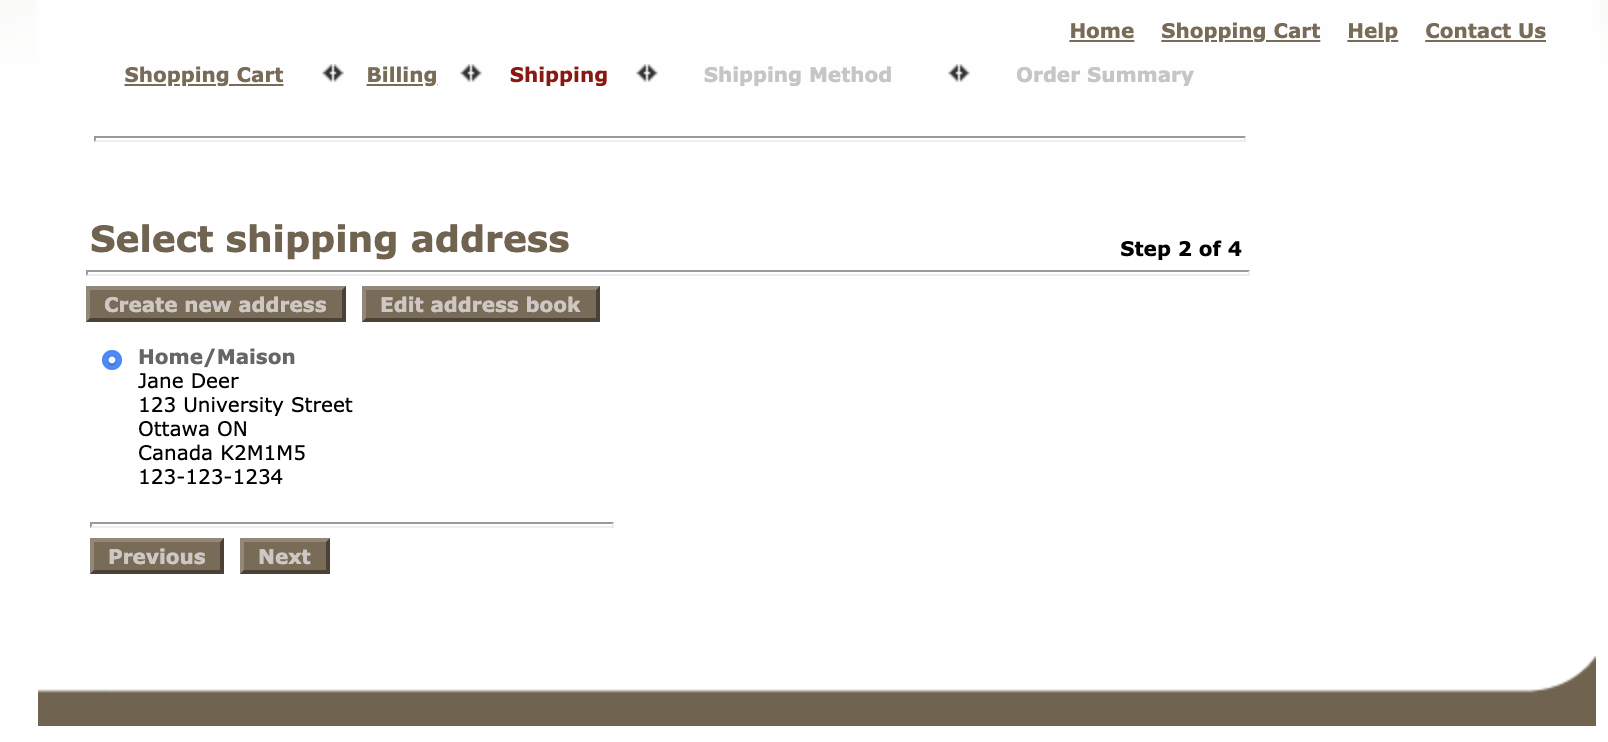 Home Shopping Cart Help Contact Us
Shopping Cart Billing Shipping Shipping Method Order Summary
Select shipping address
Step 2 of 4
Create new address Edit address book
Home/Maison
Jane Deer
123 University Street
Ottawa ON
Canada K2M1M5
123-123-1234
Previous Next